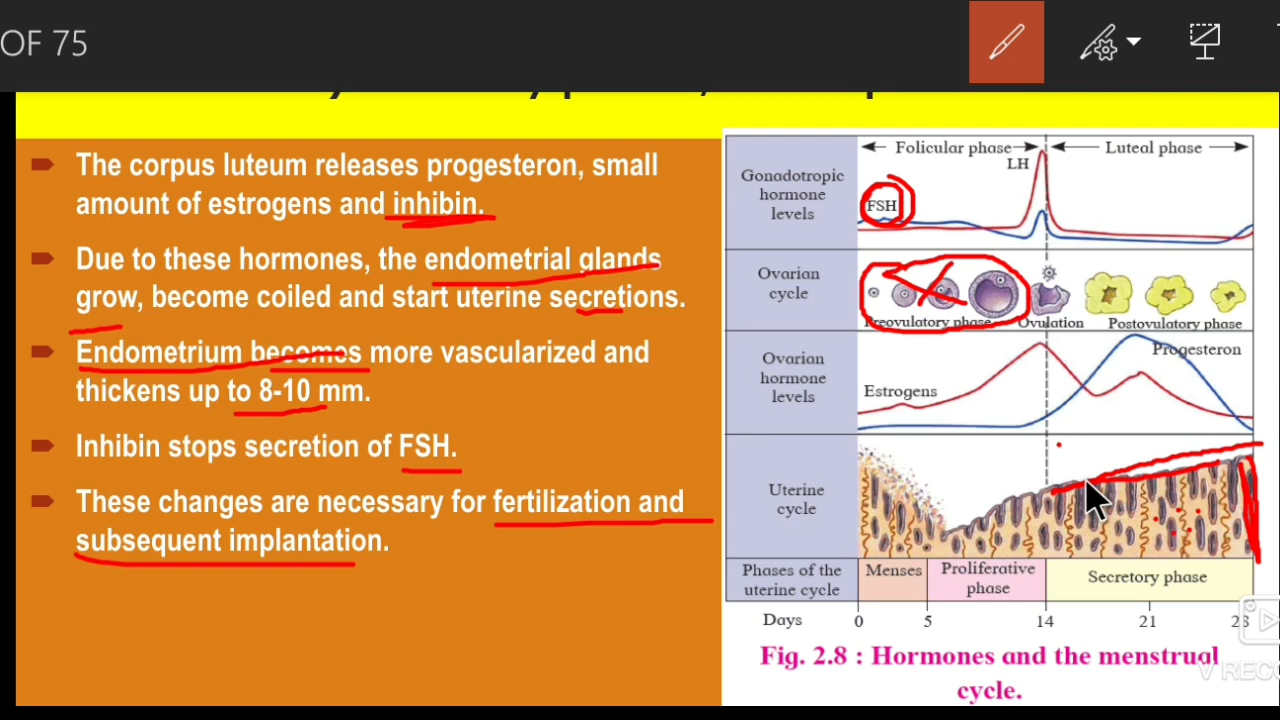 OF 75
The corpus luteum releases progesteron, small
amount of estrogens and inhibin.
Due to these hormones, the endometrial glands
grow, become coiled and start uterine secretions.
Endometrium becomes more vascularized and
thickens up to 8-10 mm.
Inhibin stops secretion of FSH.
These changes are necessary for fertilization and
subsequent implantation.
Folicular phase
Luteal phase
Gonadotropic
hormone
levels
LH
FSH
Ovarian
cycle
Preovulatory phase
Ovulation
Postovulatory phase
Ovarian
hormone
levels
Estrogens
Progesteron
Uterine
cycle
Phases of the
uterine cycle
Menses
Proliferative
phase
Secretory phase
Days
0
5
14
21
28
Fig. 2.8 : Hormones and the menstrual
cycle.
V REC